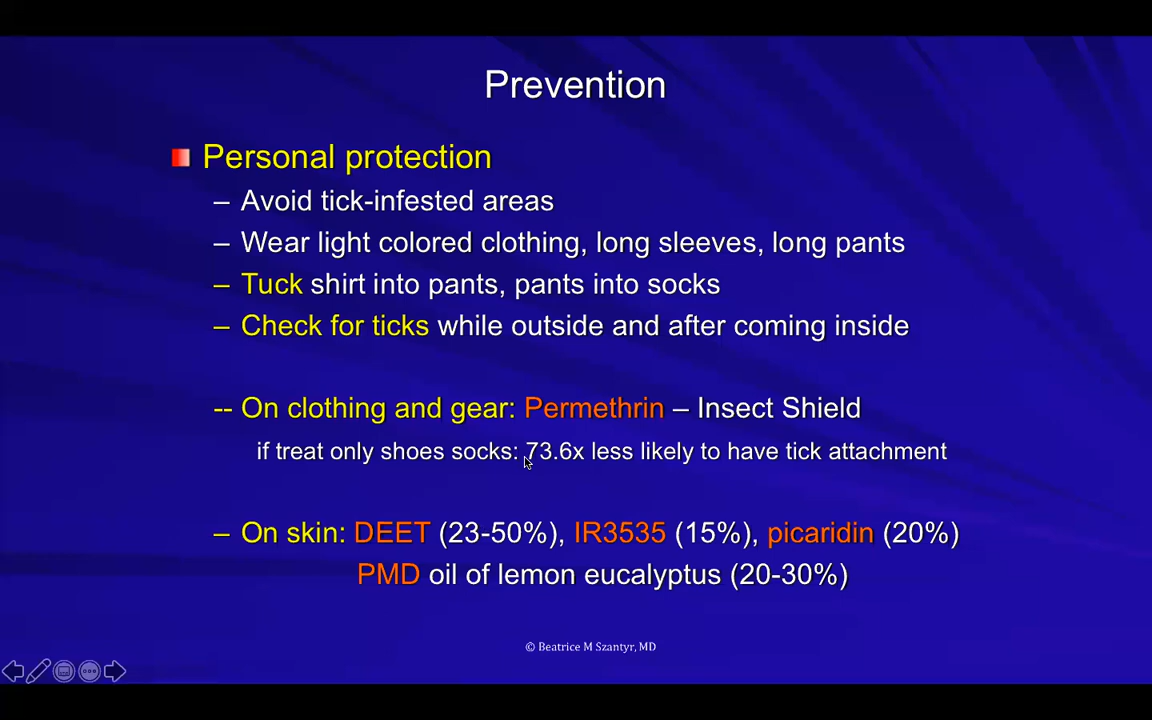 Prevention
Personal protection
– Avoid tick-infested areas
– Wear light colored clothing, long sleeves, long pants
– Tuck shirt into pants, pants into socks
– Check for ticks while outside and after coming inside
-- On clothing and gear: Permethrin – Insect Shield
if treat only shoes socks: 73.6x less likely to have tick attachment
– On skin: DEET (23-50%), IR3535 (15%), picaridin (20%)
PMD oil of lemon eucalyptus (20-30%)
© Beatrice M Szantyr, MD